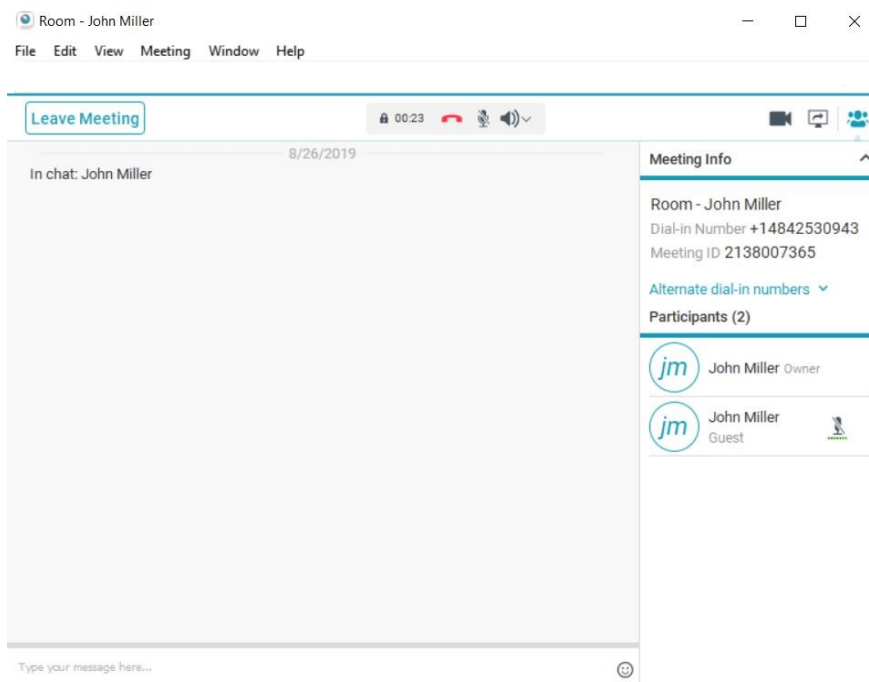 Room - John Miller
File Edit View Meeting Window Help
Leave Meeting
00:23
8/26/2019
In chat: John Miller
Meeting Info
Room - John Miller
Dial-in Number +14842530943
Meeting ID 2138007365
Alternate dial-in numbers
Participants (2)
jm John Miller Owner
jm John Miller
Guest
Type your message here...